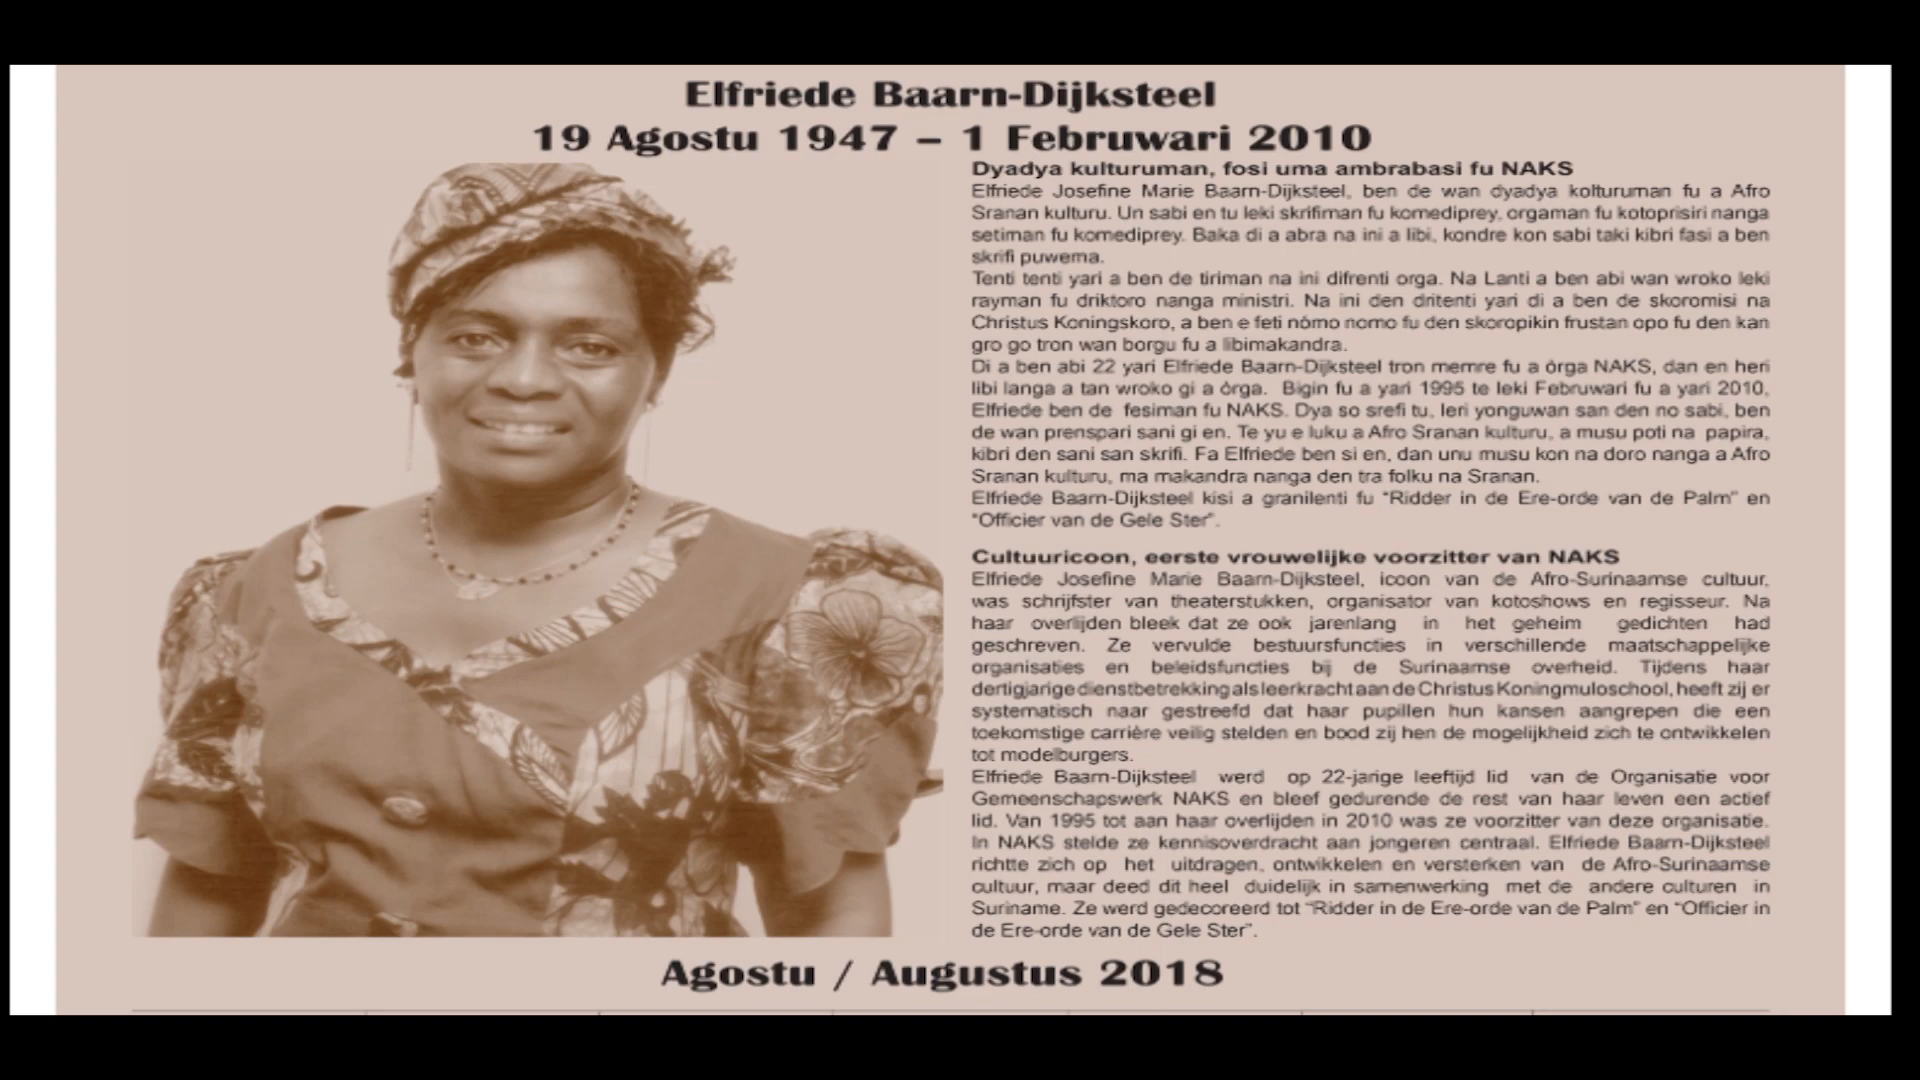 Elfriede Baarn-Dijksteel
19 Agostu 1947 – 1 Februwari 2010
Dyadya kulturuman, fosi uma ambrabasi fu NAKS
Elfriede Josefine Marie Baarn-Dijksteel, ben de wan dyadya kolturuman fu a Afro
Sranan kulturu. Un sabi en tu leki skrifiman fu komediprey, orgaman fu kotoprisiri nanga
setiman fu komediprey. Baka di a abra na ini a libi, kondre kon sabi taki kibri fasi a ben
skrifi puwema.
Tenti tenti yari a ben de tiriman na ini difrenti orga. Na Lanti a ben abi wan wroko leki
rayman fu driktoro nanga ministri. Na ini den dritenti yari di a ben de skoromisi na
Christus Koningskoro, a ben e feti nómo nomo fu den skoropikin frustan opo fu den kan
gro go tron wan borgu fu a libimakandra.
Di a ben abi 22 yari Elfriede Baarn-Dijksteel tron memre fu a órga NAKS, dan en heri
libi langa a tan wroko gi a órga. Bigin fu a yari 1995 te leki Februwari fu a yari 2010,
Elfriede ben de fesiman fu NAKS. Dya so srefi tu, leri yonguwan san den no sabi, ben
de wan prenspari sani gi en. Te yu e luku a Afro Sranan kulturu, a musu poti na papira,
kibri den sani san skrifi. Fa Elfriede ben si en, dan unu musu kon na doro nanga a Afro
Sranan kulturu, ma makandra nanga den tra folku na Sranan.
Elfriede Baarn-Dijksteel kisi a granilenti fu “Ridder in de Ere-orde van de Palm” en
“Officier van de Gele Ster”.
Cultuuricoon, eerste vrouwelijke voorzitter van NAKS
Elfriede Josefine Marie Baarn-Dijksteel, icoon van de Afro-Surinaamse cultuur,
was schrijfster van theaterstukken, organisator van kotoshows en regisseur. Na
haar overlijden bleek dat ze ook jarenlang in het geheim gedichten had
geschreven. Ze vervulde bestuursfuncties in verschillende maatschappelijke
organisaties en beleidsfuncties bij de Surinaamse overheid. Tijdens haar
dertigjarige dienstbetrekking als leerkracht aan de Christus Koningmuloschool, heeft zij er
systematisch naar gestreefd dat haar pupillen hun kansen aangrepen die een
toekomstige carrière veilig stelden en bood zij hen de mogelijkheid zich te ontwikkelen
tot modelburgers.
Elfriede Baarn-Dijksteel werd op 22-jarige leeftijd lid van de Organisatie voor
Gemeenschapswerk NAKS en bleef gedurende de rest van haar leven een actief
lid. Van 1995 tot aan haar overlijden in 2010 was ze voorzitter van deze organisatie.
In NAKS stelde ze kennisoverdracht aan jongeren centraal. Elfriede Baarn-Dijksteel
richtte zich op het uitdragen, ontwikkelen en versterken van de Afro-Surinaamse
cultuur, maar deed dit heel duidelijk in samenwerking met de andere culturen in
Suriname. Ze werd gedecoreerd tot “Ridder in de Ere-orde van de Palm” en “Officier in
de Ere-orde van de Gele Ster”.
Agostu / Augustus 2018